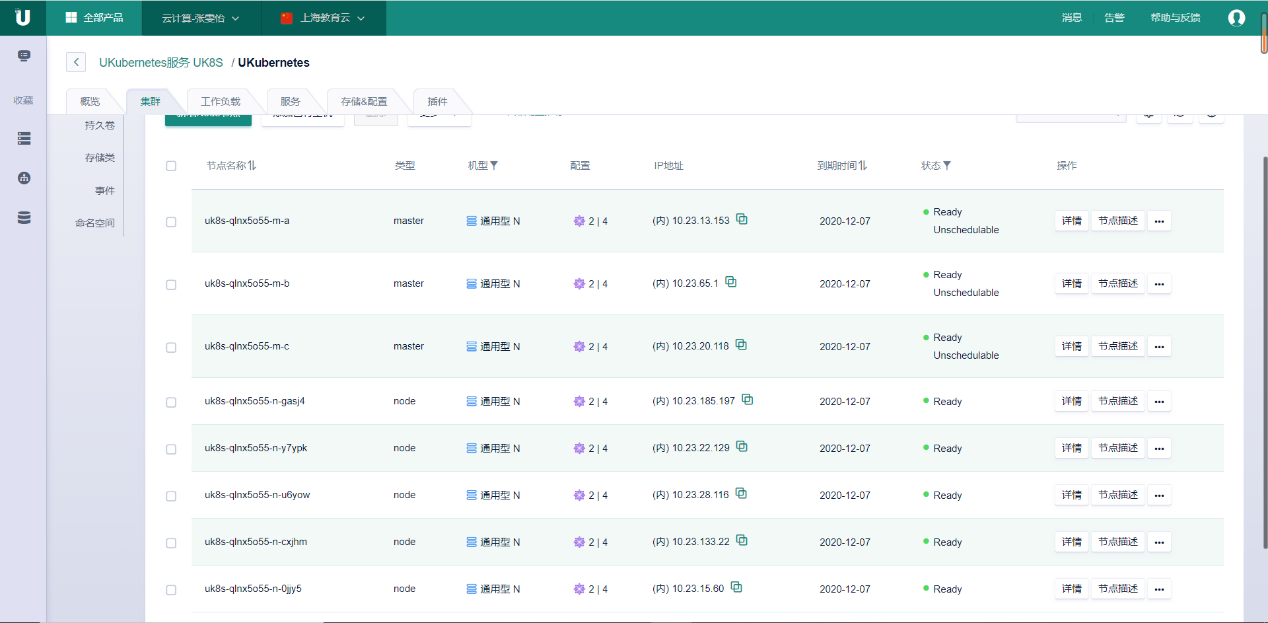 全部产品 云计算-张雯怡 上海教育云 消息 告警 帮助与反馈
收藏
UKubernetes服务 UK8S / UKubernetes
概览 集群 工作负载 服务 存储&配置 插件
持久卷
存储类
事件
命名空间
节点名称 类型 机型 配置 IP地址 到期时间 状态 操作
uk8s-qlnx5o55-m-a master 通用型 N 2 | 4 (内) 10.23.13.153 2020-12-07 Ready Unschedulable 详情 节点描述 ...
uk8s-qlnx5o55-m-b master 通用型 N 2 | 4 (内) 10.23.65.1 2020-12-07 Ready Unschedulable 详情 节点描述 ...
uk8s-qlnx5o55-m-c master 通用型 N 2 | 4 (内) 10.23.20.118 2020-12-07 Ready Unschedulable 详情 节点描述 ...
uk8s-qlnx5o55-n-gasj4 node 通用型 N 2 | 4 (内) 10.23.185.197 2020-12-07 Ready 详情 节点描述 ...
uk8s-qlnx5o55-n-y7ypk node 通用型 N 2 | 4 (内) 10.23.22.129 2020-12-07 Ready 详情 节点描述 ...
uk8s-qlnx5o55-n-u6yow node 通用型 N 2 | 4 (内) 10.23.28.116 2020-12-07 Ready 详情 节点描述 ...
uk8s-qlnx5o55-n-cxjhm node 通用型 N 2 | 4 (内) 10.23.133.22 2020-12-07 Ready 详情 节点描述 ...
uk8s-qlnx5o55-n-0jjy5 node 通用型 N 2 | 4 (内) 10.23.15.60 2020-12-07 Ready 详情 节点描述 ...